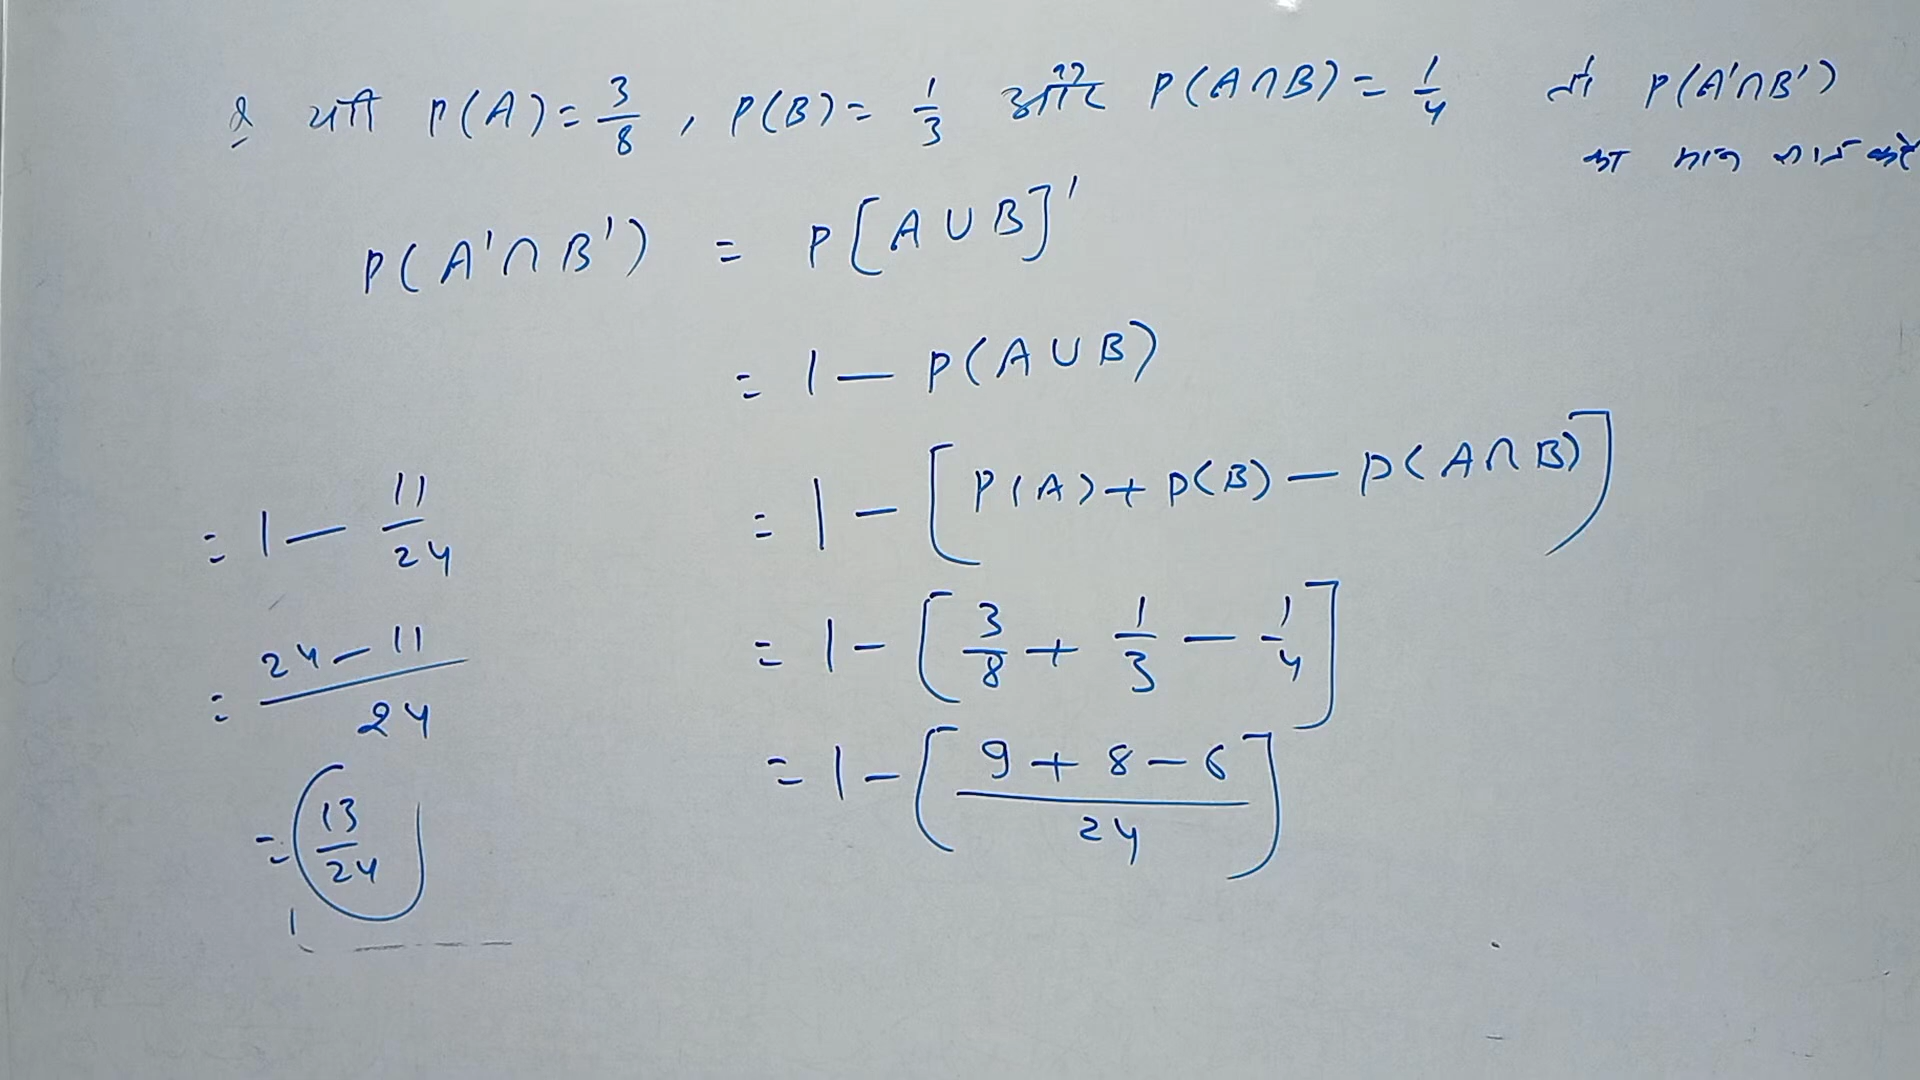 P(A) = 3/8 , P(B) = 1/3 और P(A∩B) = 1/4 तो P(A'∩B')
का मान ज्ञात करें
P(A'∩B') = P[A∪B]'
= 1 — P(A∪B)
= 1 — [P(A) + P(B) — P(A∩B)]
= 1 - [3/8 + 1/3 — 1/4]
= 1 - [(9 + 8 — 6)/24]
= 1 — 11/24
= (24 — 11)/24
= 13/24